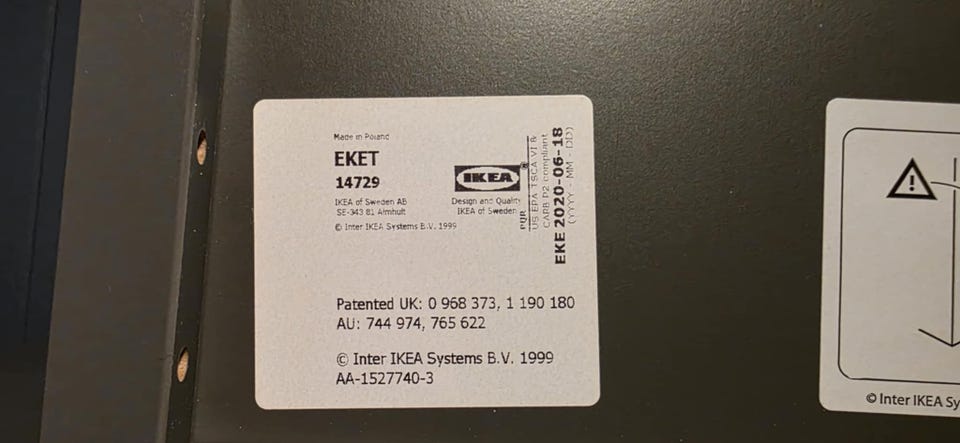 Made in Poland
EKET
14729
IKEA of Sweden AB
SE-343 81 Älmhult
© Inter IKEA Systems B.V. 1999
IKEA ®
Design and Quality
IKEA of Sweden
PUR
US EPA TSCA VI &
CARB P2 compliant
EKE 2020-06-18
(YYYY - MM - DD)
Patented UK: 0 968 373, 1 190 180
AU: 744 974, 765 622
© Inter IKEA Systems B.V. 1999
AA-1527740-3
© Inter IKEA Sy